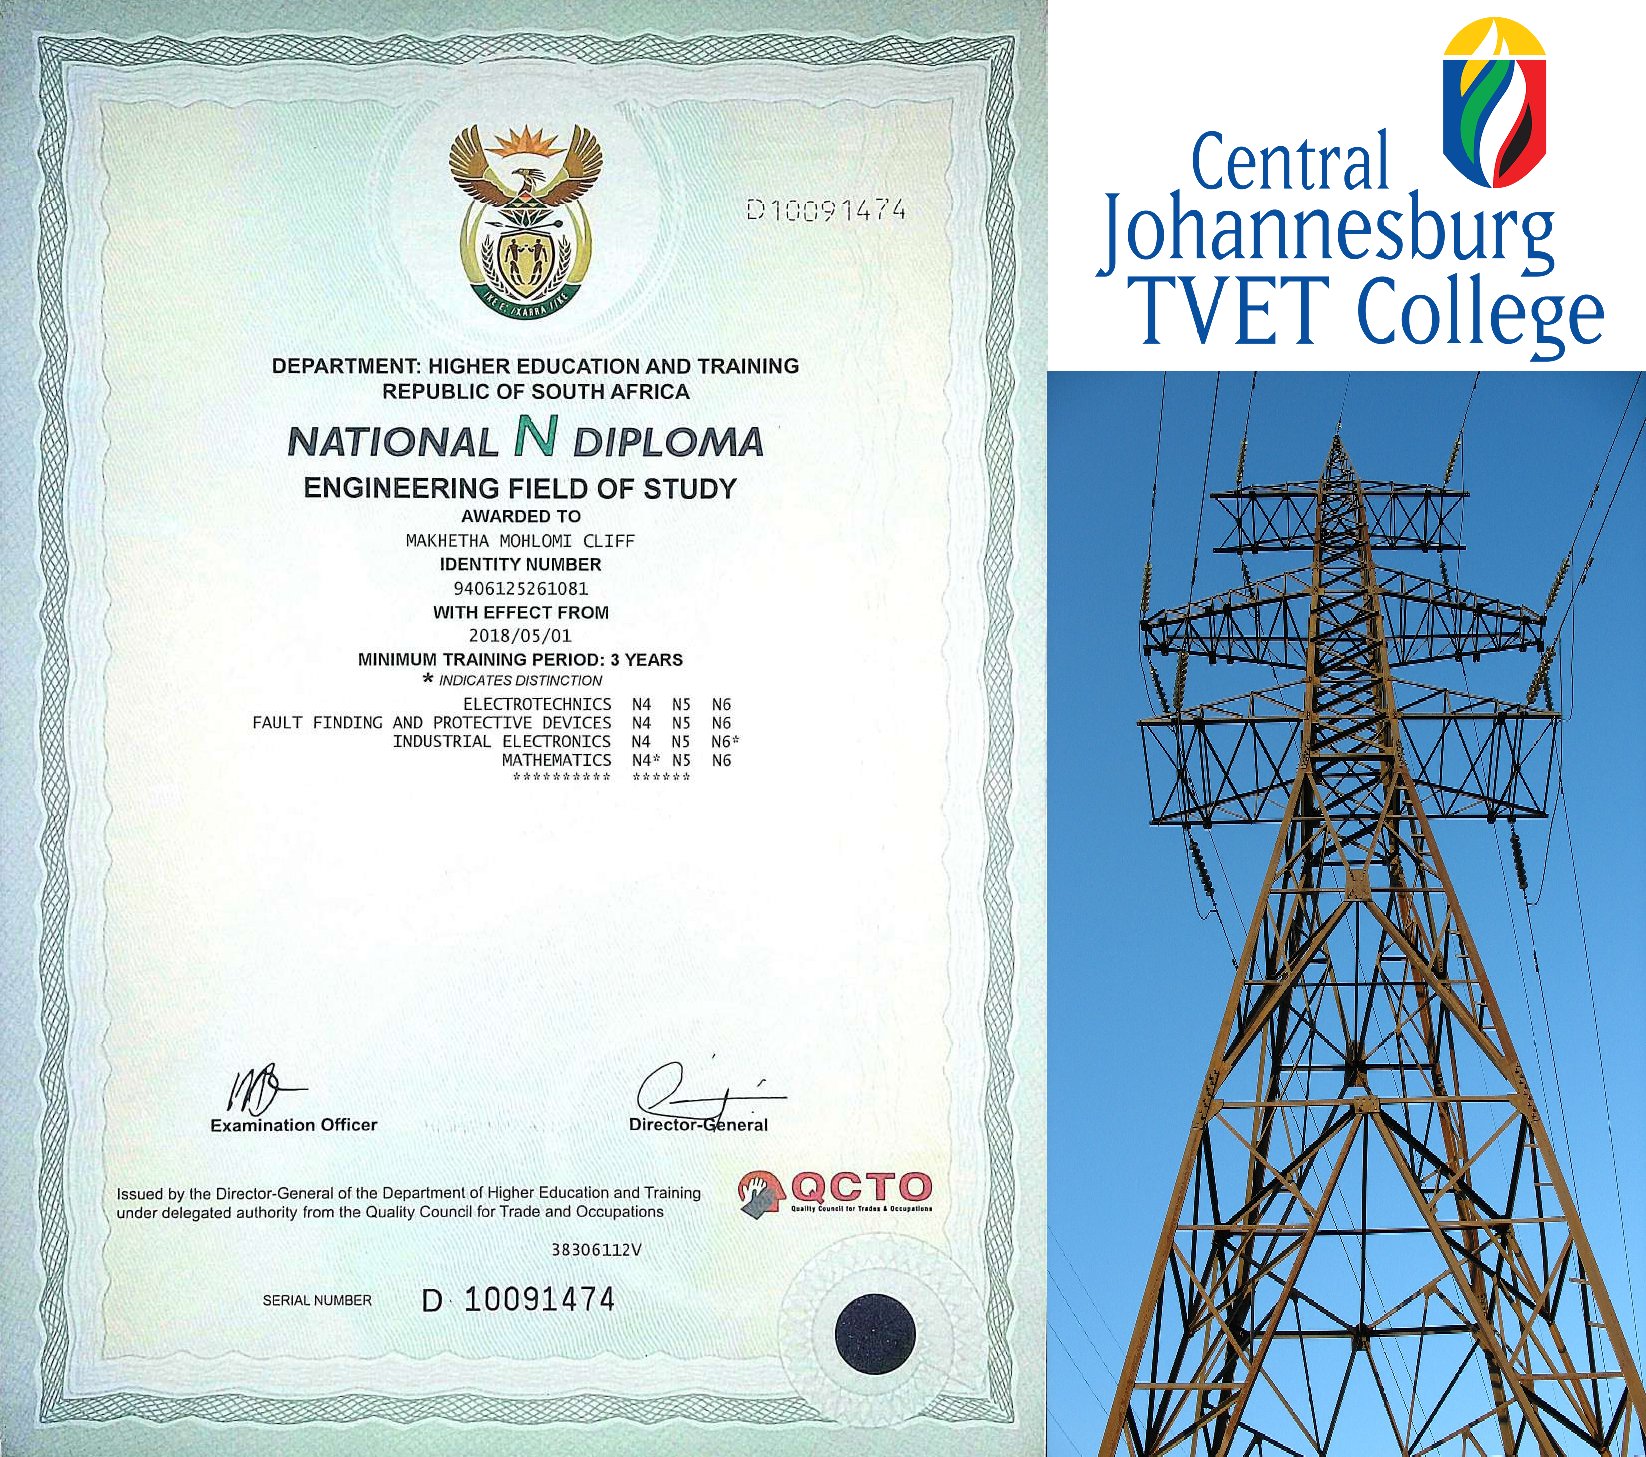 D10091474
IKE E: /XARRA //KE
DEPARTMENT: HIGHER EDUCATION AND TRAINING
REPUBLIC OF SOUTH AFRICA
NATIONAL N DIPLOMA
ENGINEERING FIELD OF STUDY
AWARDED TO
MAKHETHA MOHLOMI CLIFF
IDENTITY NUMBER
9406125261081
WITH EFFECT FROM
2018/05/01
MINIMUM TRAINING PERIOD: 3 YEARS
* INDICATES DISTINCTION
ELECTROTECHNICS N4 N5 N6
FAULT FINDING AND PROTECTIVE DEVICES N4 N5 N6
INDUSTRIAL ELECTRONICS N4 N5 N6*
MATHEMATICS N4* N5 N6
********** ******
Examination Officer
Director-General
Issued by the Director-General of the Department of Higher Education and Training
under delegated authority from the Quality Council for Trade and Occupations
QCTO
Quality Council for Trades & Occupations
38306112V
SERIAL NUMBER D 10091474
Central
Johannesburg
TVET College